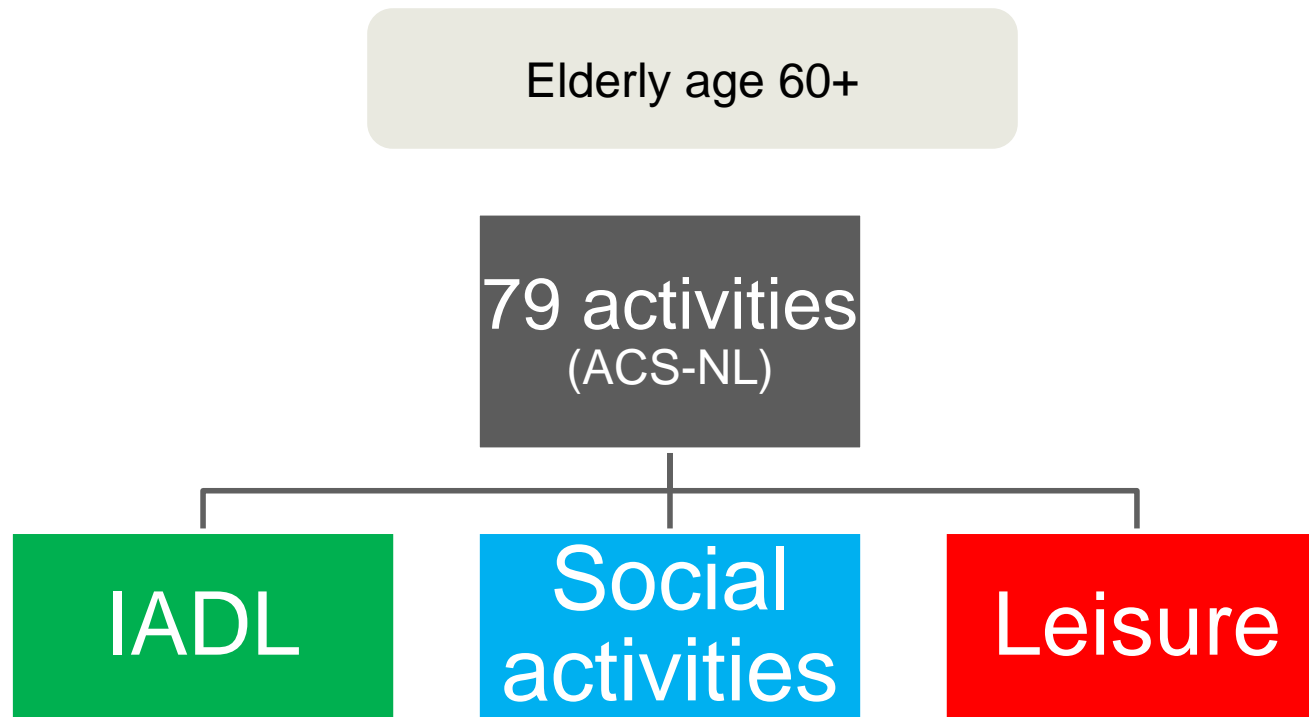 Elderly age 60+
79 activities
(ACS-NL)
IADL
Social
activities
Leisure